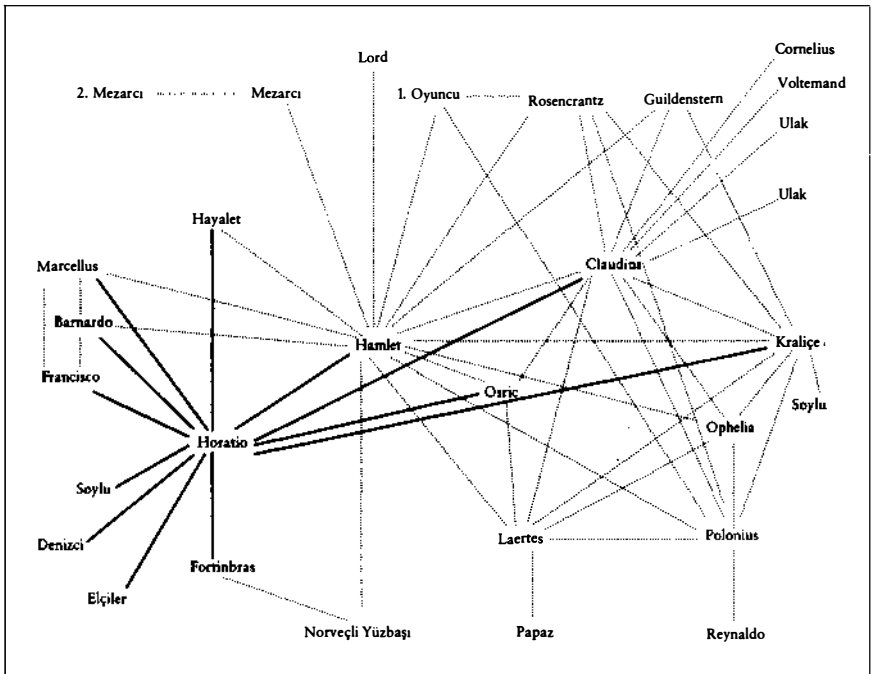 Cornelius
Lord
Voltemand
2. Mezarcı
Mezarcı
1. Oyuncu
Rosencrantz
Guildenstern
Ulak
Ulak
Hayalet
Marcellus
Claudius
Barnardo
Hamlet
Kraliçe
Francisco
Osric
Soylu
Ophelia
Horatio
Soylu
Denizci
Laertes
Polonius
Fortinbras
Elçiler
Norveçli Yüzbaşı
Papaz
Reynaldo